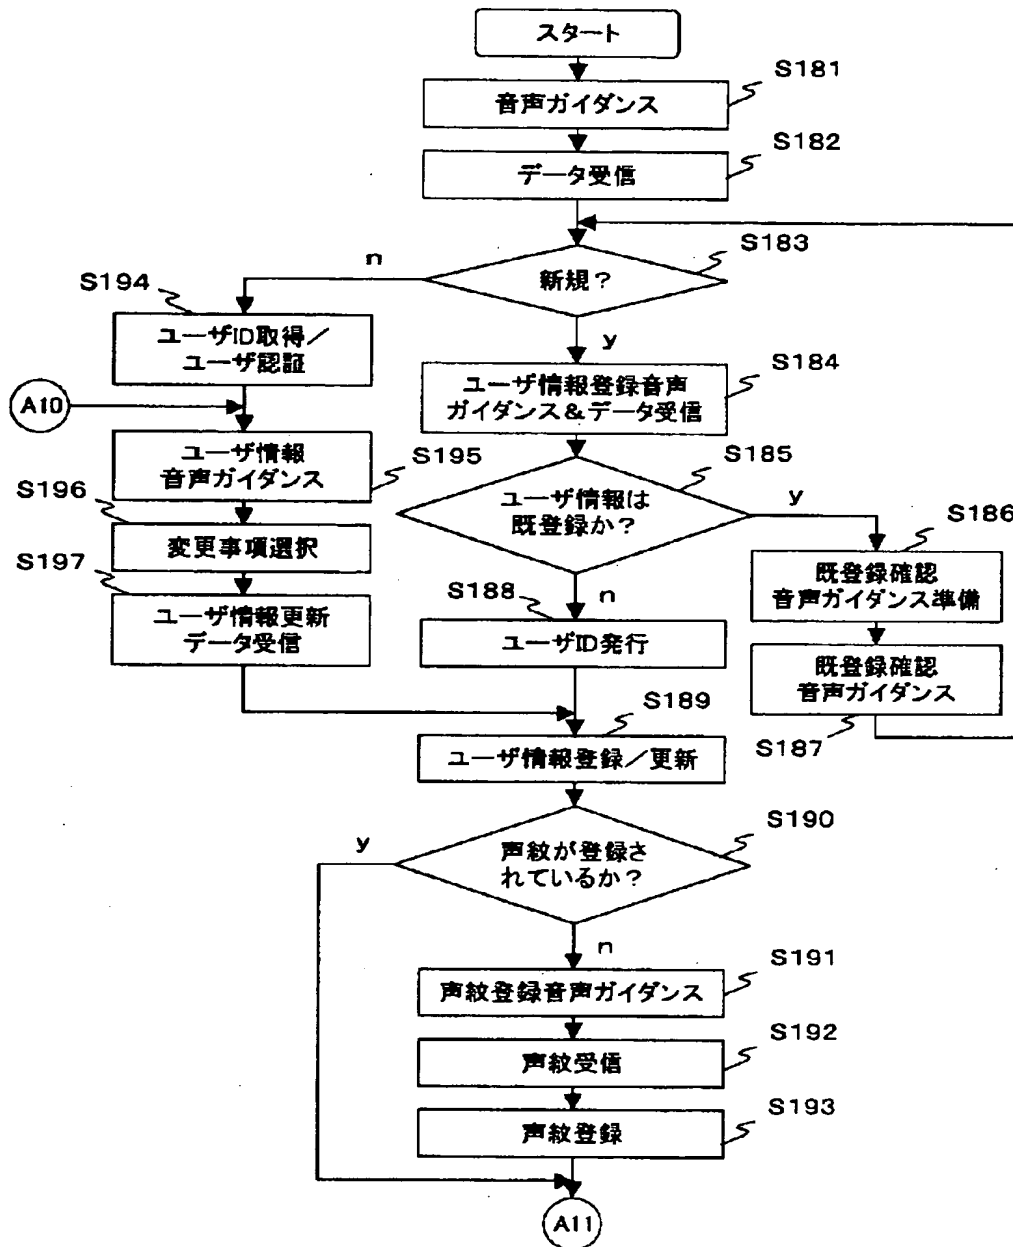 スタート
S181
音声ガイダンス
S182
データ受信
S183
新規?
n
y
S194
ユーザID取得/
ユーザ認証
S184
ユーザ情報登録音声
ガイダンス&データ受信
A10
ユーザ情報
音声ガイダンス
S195
S185
ユーザ情報は
既登録か?
y
n
S196
変更事項選択
S186
既登録確認
音声ガイダンス準備
S197
ユーザ情報更新
データ受信
S188
ユーザID発行
既登録確認
音声ガイダンス
S187
S189
ユーザ情報登録/更新
S190
声紋が登録さ
れているか?
y
n
S191
声紋登録音声ガイダンス
S192
声紋受信
S193
声紋登録
A11